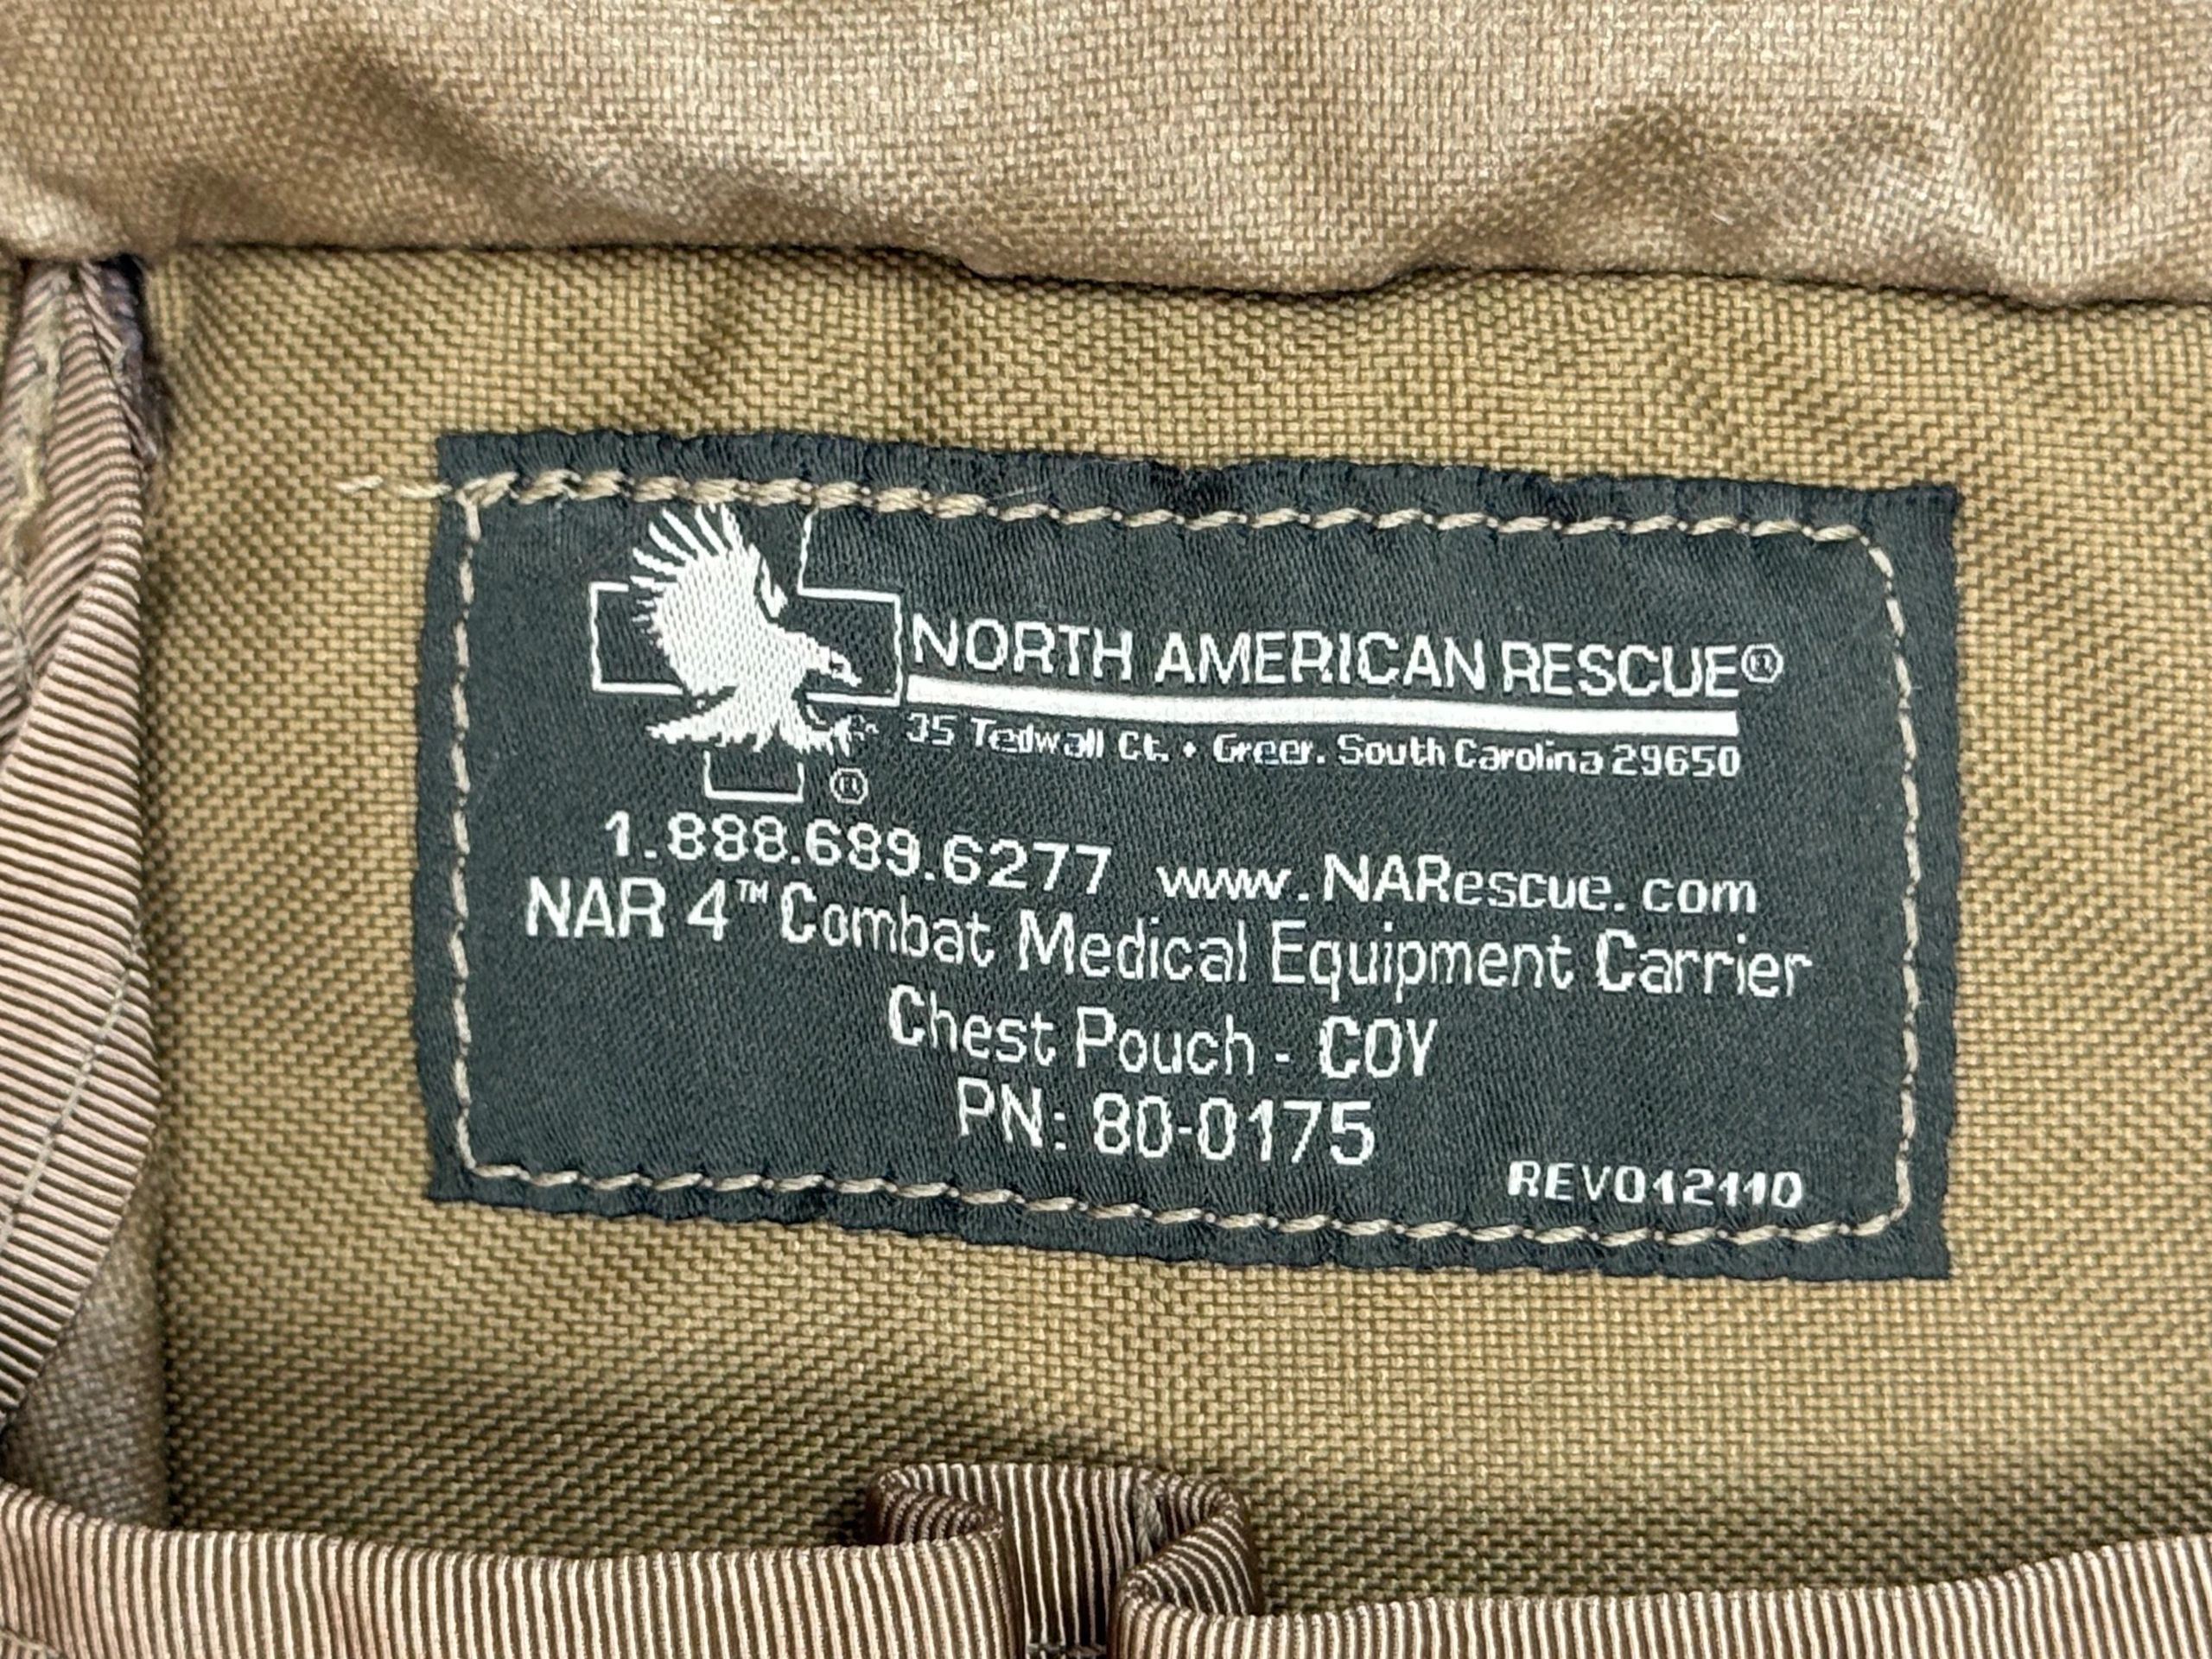 NORTH AMERICAN RESCUE®
35 Tedwall Ct. • Greer. South Carolina 29650
®
1.888.689.6277 www.NARescue.com
NAR 4™ Combat Medical Equipment Carrier
Chest Pouch - COY
PN: 80-0175
REV012110